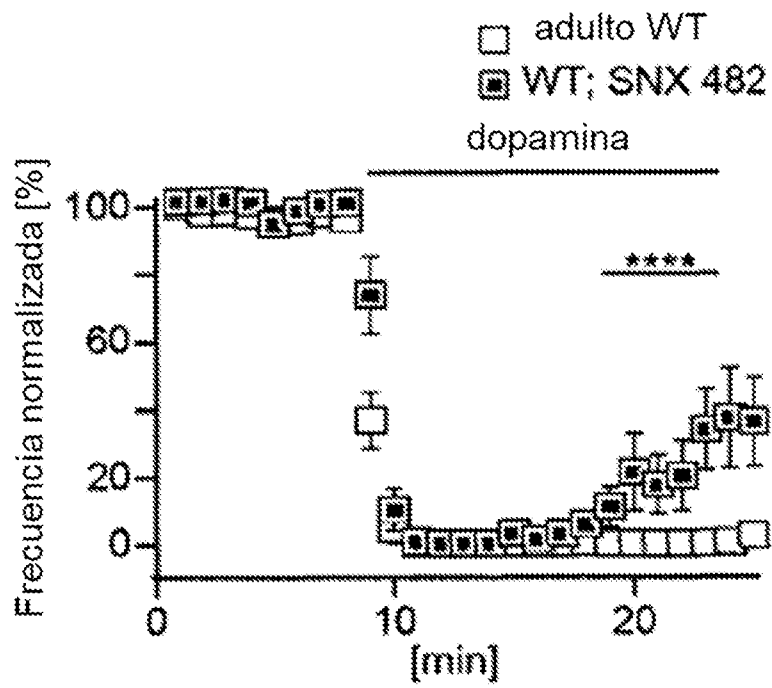 adulto WT
WT; SNX 482
dopamina
****
Frecuencia normalizada [%]
100
60
20
0
0
10
20
[min]